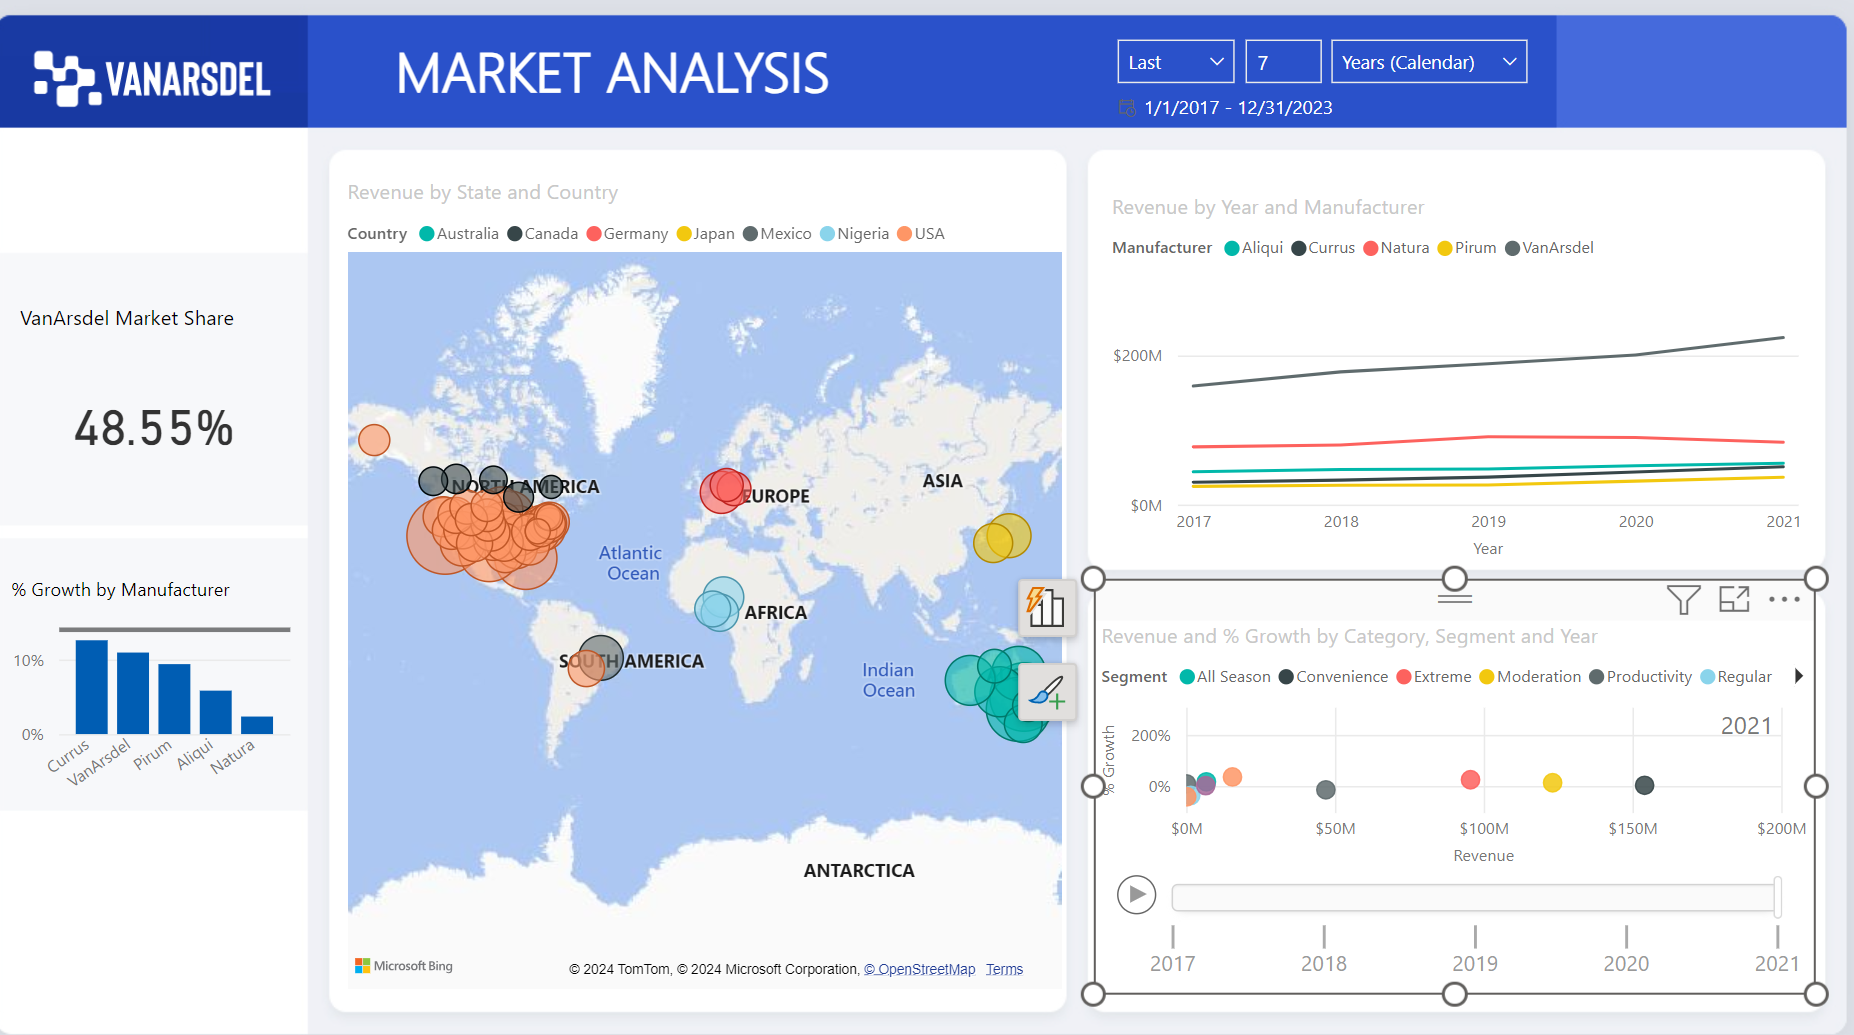 VANARSDEL
MARKET ANALYSIS
Last
7
Years (Calendar)
1/1/2017 - 12/31/2023
VanArsdel Market Share
48.55%
% Growth by Manufacturer
10%
0%
Currus
VanArsdel
Pirum
Aliqui
Natura
Revenue by State and Country
Country Australia Canada Germany Japan Mexico Nigeria USA
NORTH AMERICA
EUROPE
ASIA
Atlantic
Ocean
AFRICA
SOUTH AMERICA
Indian
Ocean
ANTARCTICA
Microsoft Bing
© 2024 TomTom, © 2024 Microsoft Corporation, © OpenStreetMap Terms
Revenue by Year and Manufacturer
Manufacturer Aliqui Currus Natura Pirum VanArsdel
$200M
$0M
2017 2018 2019 2020 2021
Year
Revenue and % Growth by Category, Segment and Year
Segment All Season Convenience Extreme Moderation Productivity Regular
2021
% Growth
200%
0%
$0M $50M $100M $150M $200M
Revenue
2017 2018 2019 2020 2021